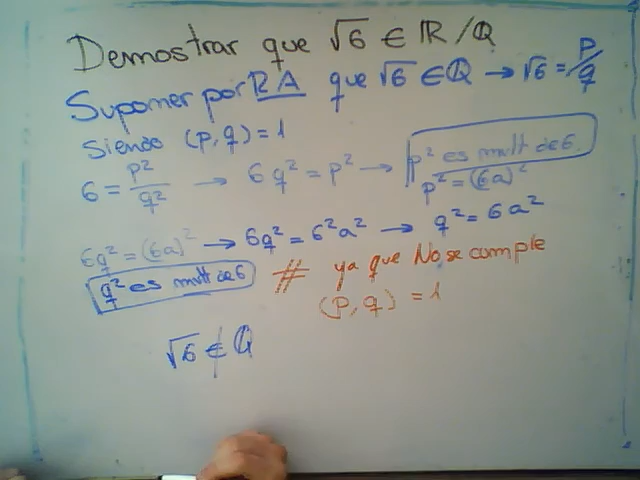 Demostrar que √6 ∈ ℝ/ℚ
Suponer por RA que √6 ∈ ℚ → √6 = p/q
Siendo (p,q) = 1
6 = p²/q² → 6q² = p² → p² es mult de 6.
p² = (6a)²
6q² = (6a)² → 6q² = 6²a² → q² = 6a²
q² es mult de 6 # ya que No se cumple
(p,q) = 1
√6 ∉ ℚ